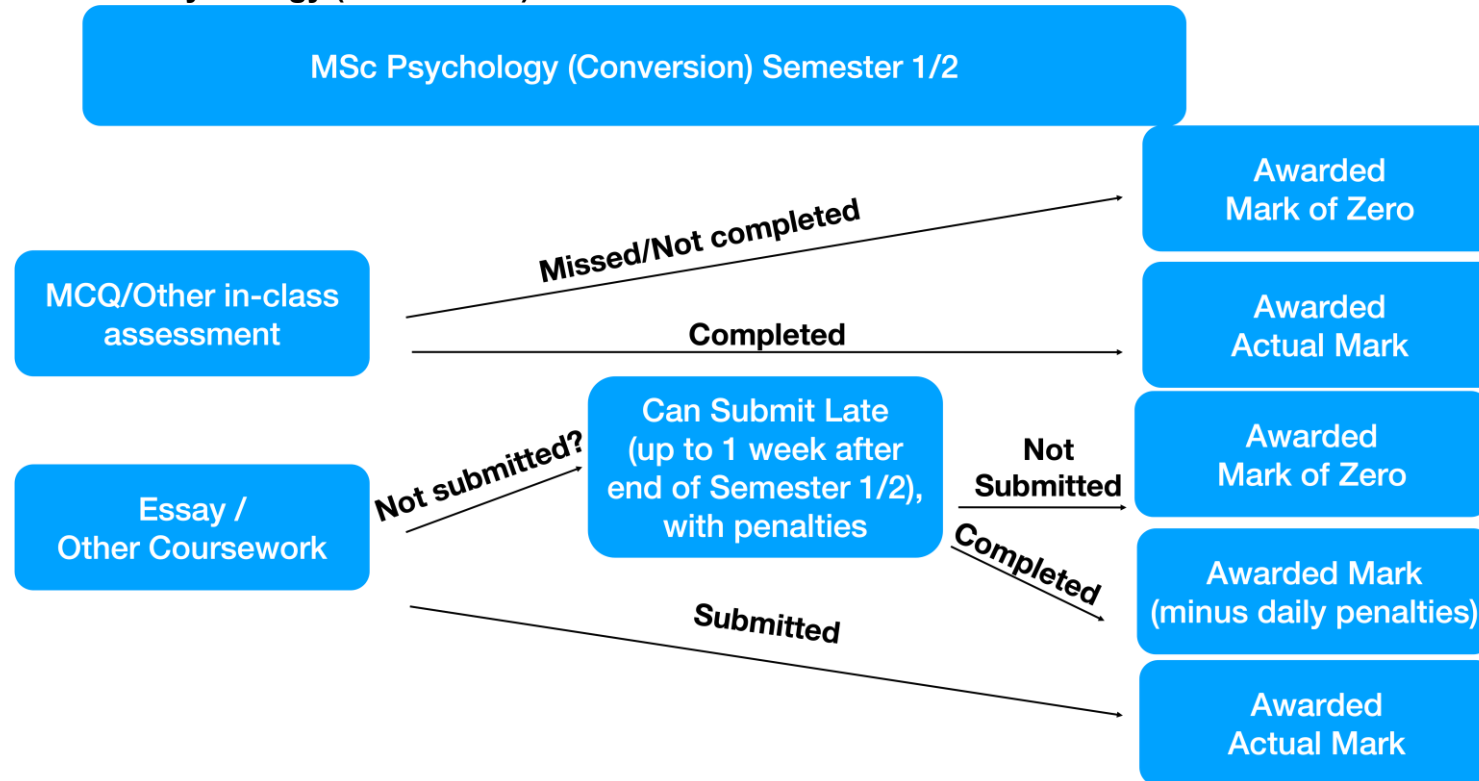 MSc Psychology (Conversion) Semester 1/2
Awarded
Mark of Zero
Missed/Not completed
MCQ/Other in-class
assessment
Completed
Awarded
Actual Mark
Can Submit Late
(up to 1 week after
end of Semester 1/2),
with penalties
Not submitted?
Essay /
Other Coursework
Not
Submitted
Awarded
Mark of Zero
Completed
Awarded Mark
(minus daily penalties)
Submitted
Awarded
Actual Mark